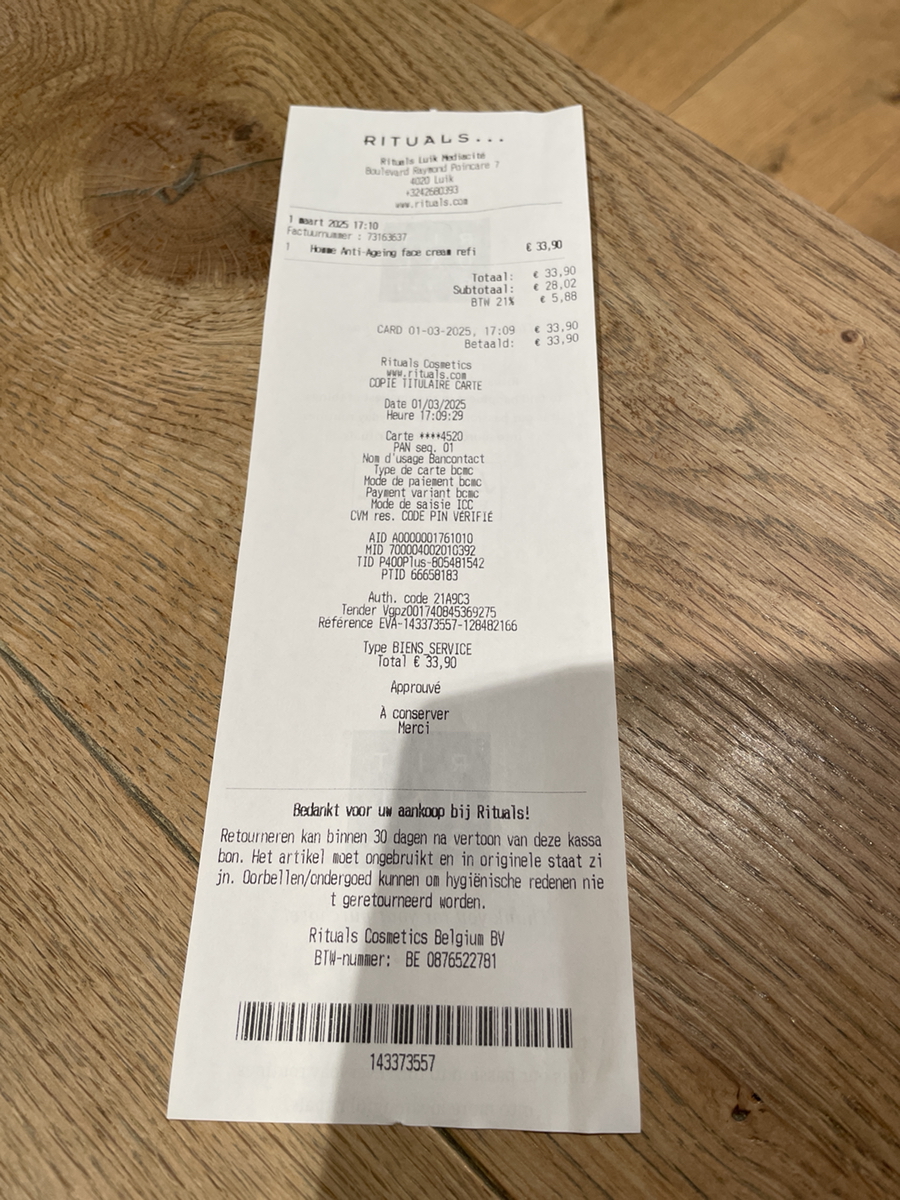 RITUALS...
Rituals Luik Mediacité
Boulevard Raymond Poincare 7
4020 Luik
+3242680393
www.rituals.com
1 maart 2025 17:10
Factuurnummer : 73163637
1 Homme Anti-Ageing face cream refi € 33,90
Totaal: € 33,90
Subtotaal: € 28,02
BTW 21% € 5,88
CARD 01-03-2025, 17:09 € 33,90
Betaald: € 33,90
Rituals Cosmetics
www.rituals.com
COPIE TITULAIRE CARTE
Date 01/03/2025
Heure 17:09:29
Carte ****4520
PAN seq. 01
Nom d'usage Bancontact
Type de carte bcmc
Mode de paiement bcmc
Payment variant bcmc
Mode de saisie ICC
CVM res. CODE PIN VÉRIFIÉ
AID A0000001761010
MID 700004002010392
TID P400Plus-805481542
PTID 66658183
Auth. code 21A9C3
Tender Vgpz001740845369275
Référence EVA-143373557-128482166
Type BIENS_SERVICE
Total € 33,90
Approuvé
À conserver
Merci
Bedankt voor uw aankoop bij Rituals!
Retourneren kan binnen 30 dagen na vertoon van deze kassa
bon. Het artikel moet ongebruikt en in originele staat zi
jn. Oorbellen/ondergoed kunnen om hygiënische redenen nie
t geretourneerd worden.
Rituals Cosmetics Belgium BV
BTW-nummer: BE 0876522781
143373557